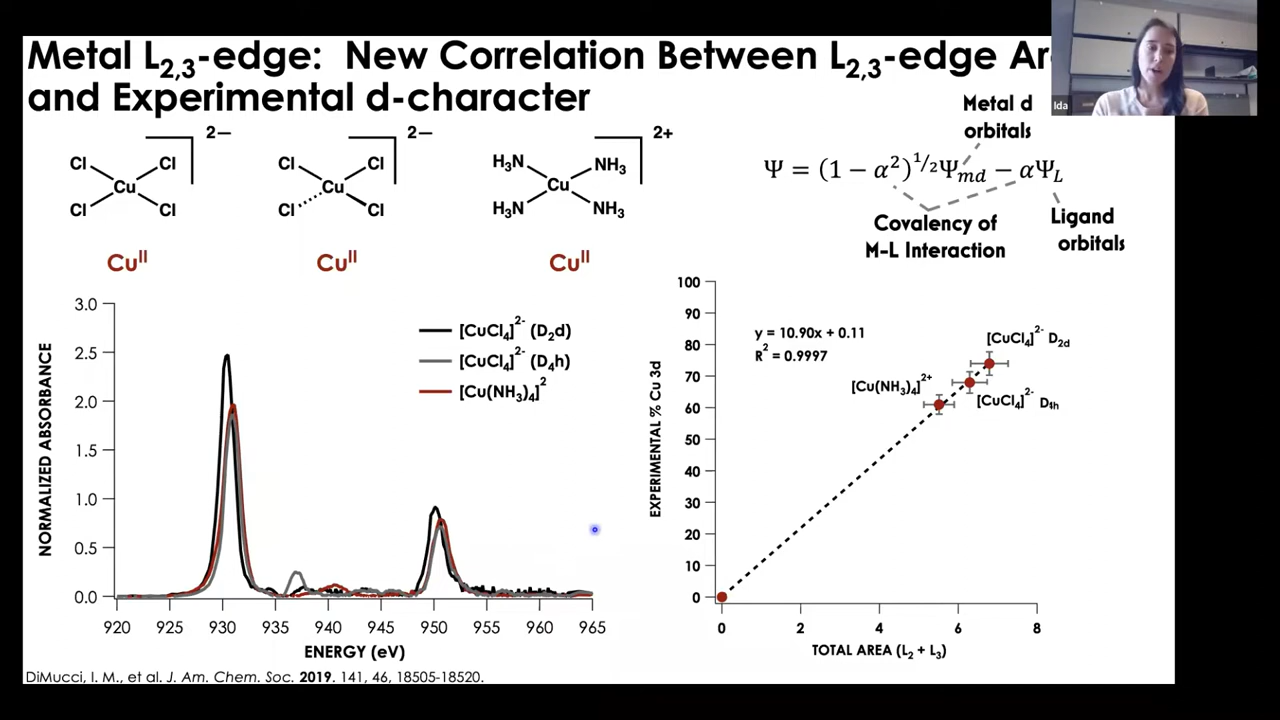 Metal L2,3-edge: New Correlation Between L2,3-edge Ar
and Experimental d-character
Ida
2−
Cl Cl
Cu
Cl Cl
CuII
2−
Cl Cl
Cu
Cl Cl
CuII
2+
H3N NH3
Cu
H3N NH3
CuII
Metal d
orbitals
Ψ = (1 − α²)^1/2 Ψmd − αΨL
Covalency of
M-L Interaction
Ligand
orbitals
NORMALIZED ABSORBANCE
3.0
2.5
2.0
1.5
1.0
0.5
0.0
[CuCl4]2- (D2d)
[CuCl4]2- (D4h)
[Cu(NH3)4]2
920 925 930 935 940 945 950 955 960 965
ENERGY (eV)
EXPERIMENTAL % Cu 3d
100
90
80
70
60
50
40
30
20
10
0
y = 10.90x + 0.11
R2 = 0.9997
[CuCl4]2- D2d
[Cu(NH3)4]2+
[CuCl4]2- D4h
0 2 4 6 8
TOTAL AREA (L2 + L3)
DiMucci, I. M., et al. J. Am. Chem. Soc. 2019. 141, 46, 18505-18520.